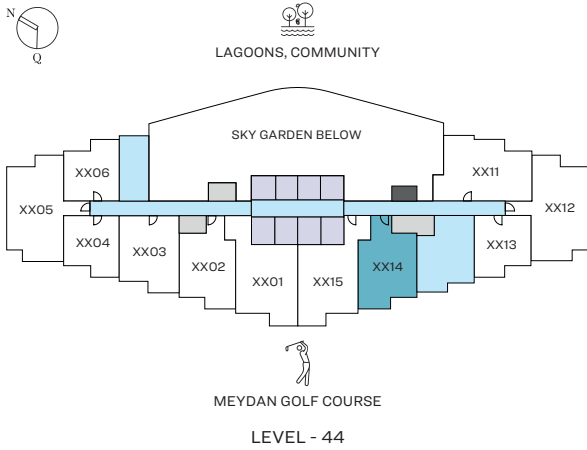 N
Q
LAGOONS, COMMUNITY
SKY GARDEN BELOW
XX06
XX11
XX05
XX12
XX04
XX03
XX02
XX01
XX15
XX14
XX13
MEYDAN GOLF COURSE
LEVEL - 44